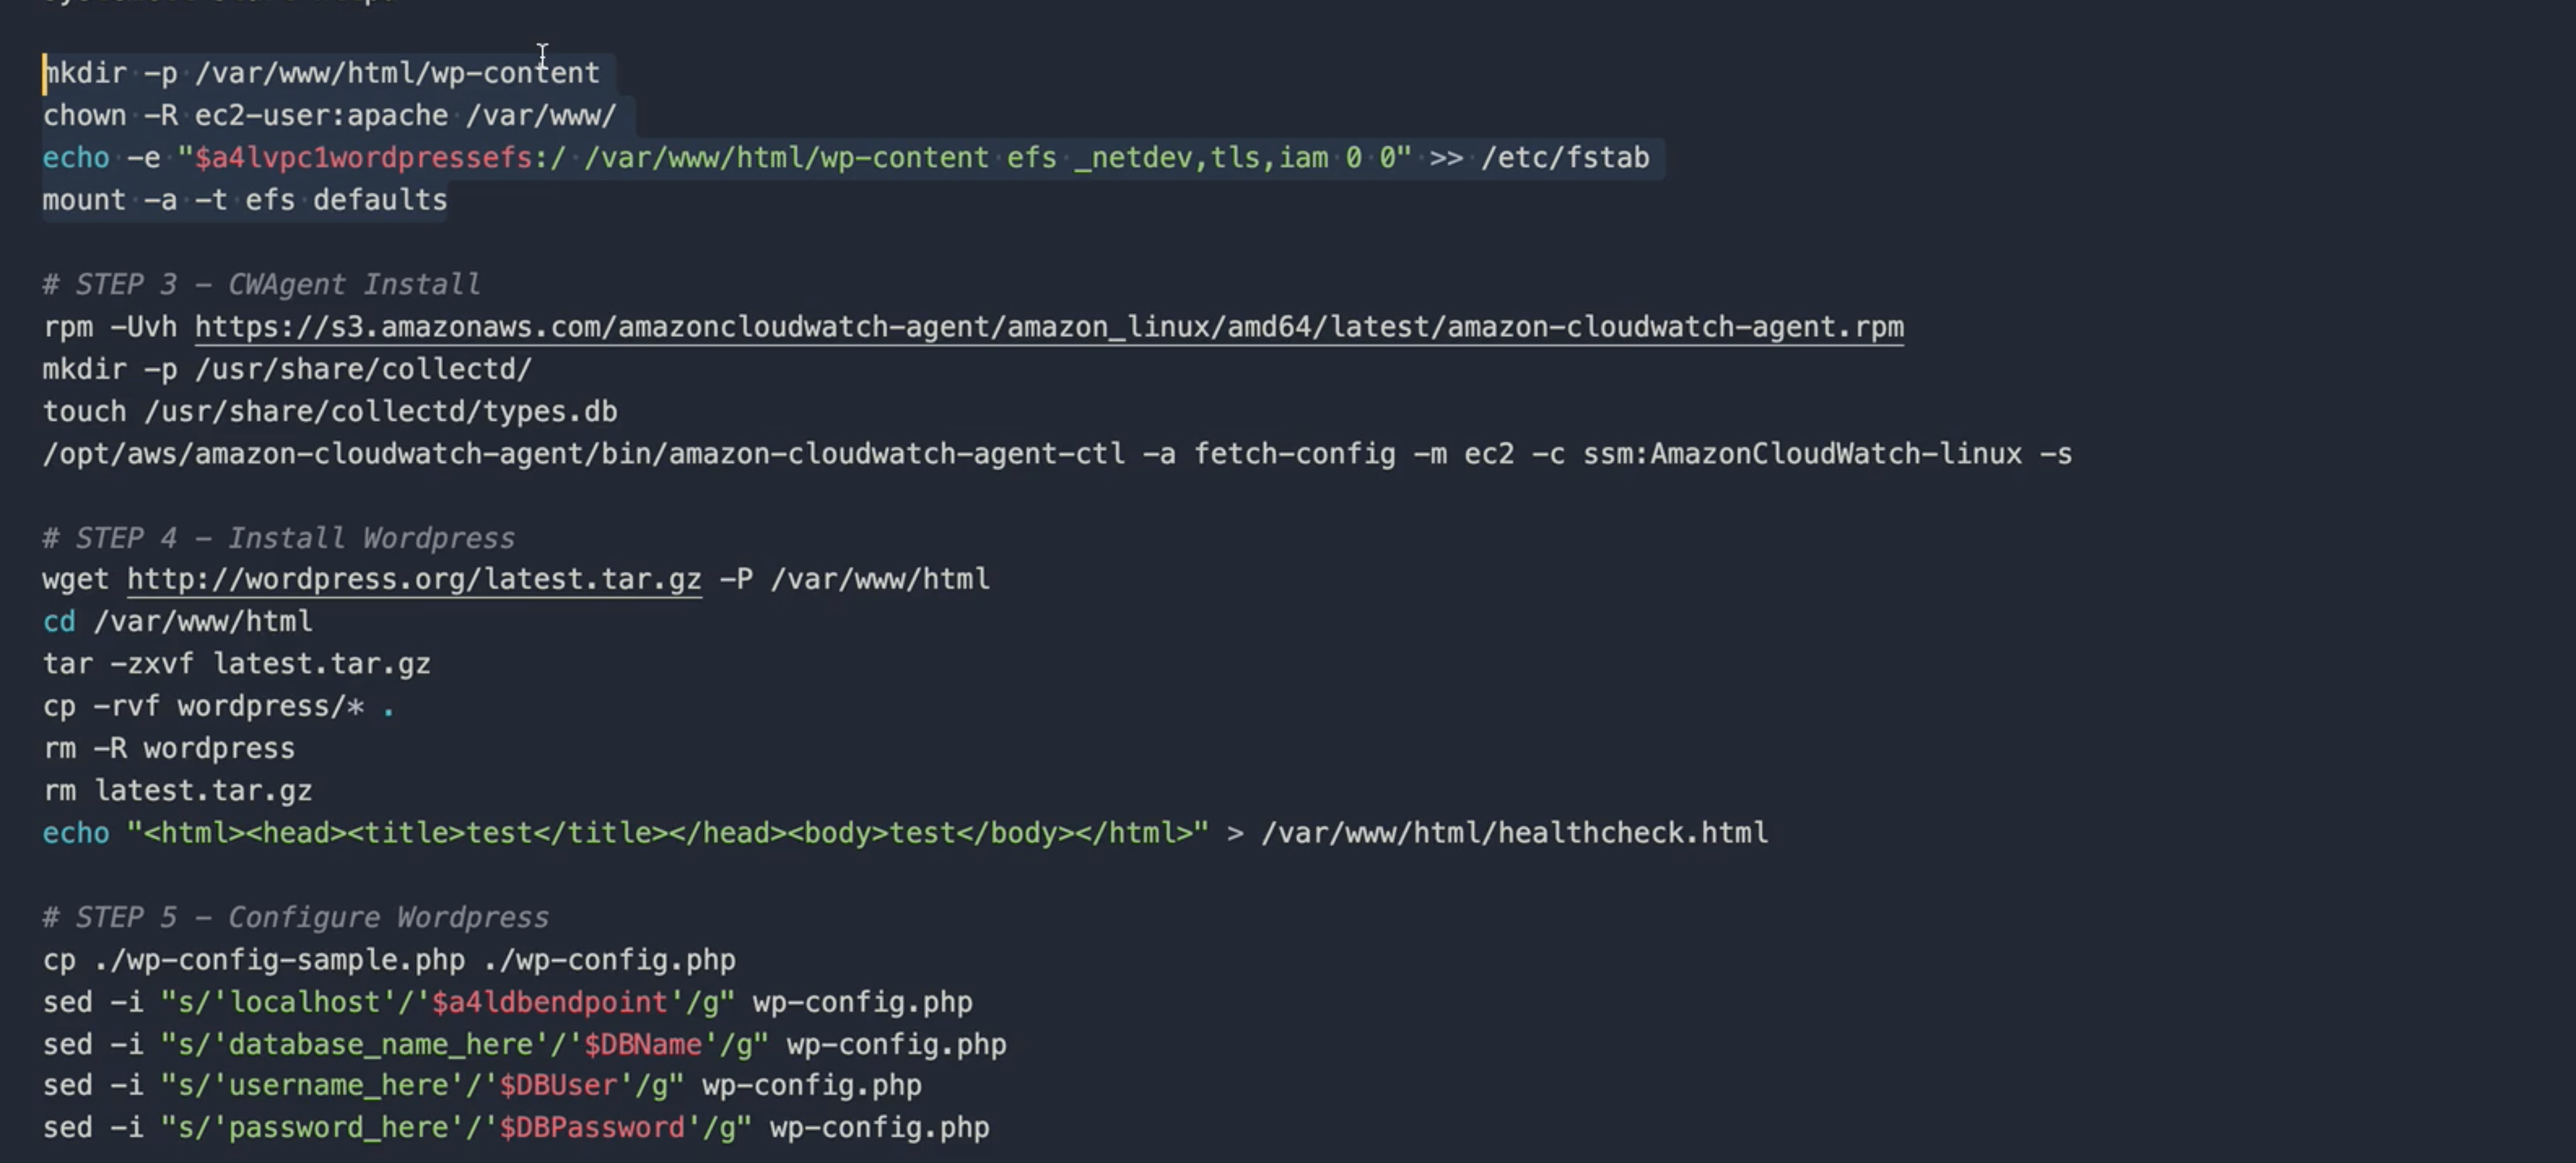 mkdir -p /var/www/html/wp-content
chown -R ec2-user:apache /var/www/
echo -e "$a4lvpc1wordpressefs:/ /var/www/html/wp-content efs _netdev,tls,iam 0 0" >> /etc/fstab
mount -a -t efs defaults
# STEP 3 - CWAgent Install
rpm -Uvh https://s3.amazonaws.com/amazoncloudwatch-agent/amazon_linux/amd64/latest/amazon-cloudwatch-agent.rpm
mkdir -p /usr/share/collectd/
touch /usr/share/collectd/types.db
/opt/aws/amazon-cloudwatch-agent/bin/amazon-cloudwatch-agent-ctl -a fetch-config -m ec2 -c ssm:AmazonCloudWatch-linux -s
# STEP 4 - Install Wordpress
wget http://wordpress.org/latest.tar.gz -P /var/www/html
cd /var/www/html
tar -zxvf latest.tar.gz
cp -rvf wordpress/* .
rm -R wordpress
rm latest.tar.gz
echo "<html><head><title>test</title></head><body>test</body></html>" > /var/www/html/healthcheck.html
# STEP 5 - Configure Wordpress
cp ./wp-config-sample.php ./wp-config.php
sed -i "s/'localhost'/'$a4ldbendpoint'/g" wp-config.php
sed -i "s/'database_name_here'/'$DBName'/g" wp-config.php
sed -i "s/'username_here'/'$DBUser'/g" wp-config.php
sed -i "s/'password_here'/'$DBPassword'/g" wp-config.php